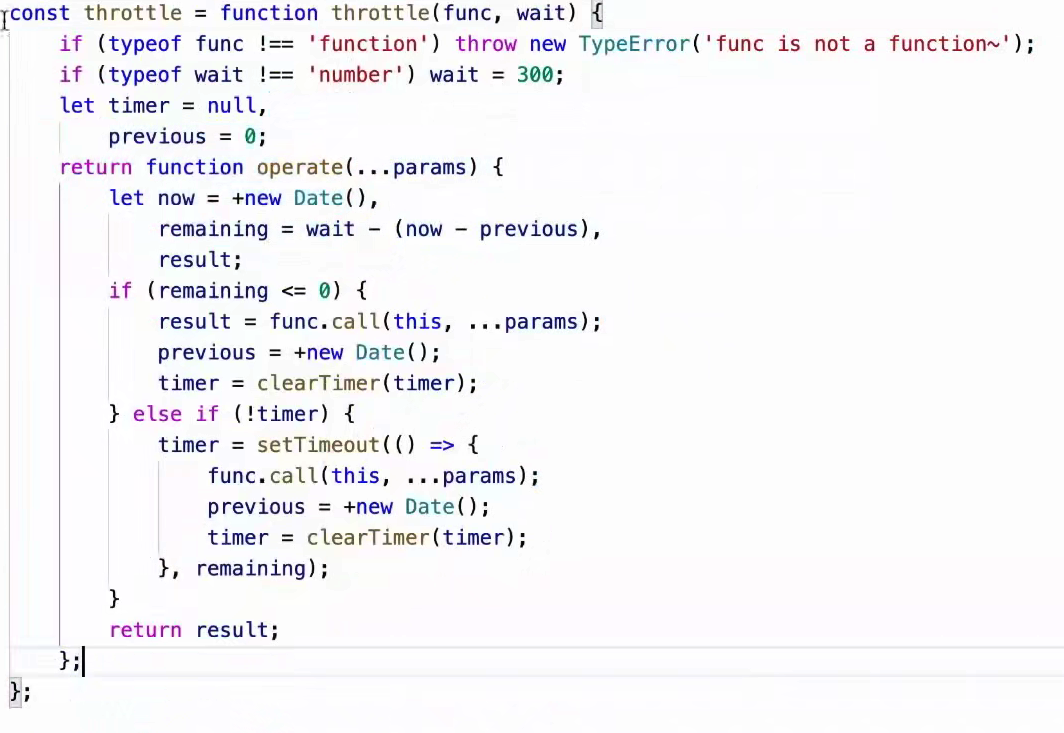 const throttle = function throttle(func, wait) {
    if (typeof func !== 'function') throw new TypeError('func is not a function~');
    if (typeof wait !== 'number') wait = 300;
    let timer = null,
        previous = 0;
    return function operate(...params) {
        let now = +new Date(),
            remaining = wait - (now - previous),
            result;
        if (remaining <= 0) {
            result = func.call(this, ...params);
            previous = +new Date();
            timer = clearTimer(timer);
        } else if (!timer) {
            timer = setTimeout(() => {
                func.call(this, ...params);
                previous = +new Date();
                timer = clearTimer(timer);
            }, remaining);
        }
        return result;
    };
};